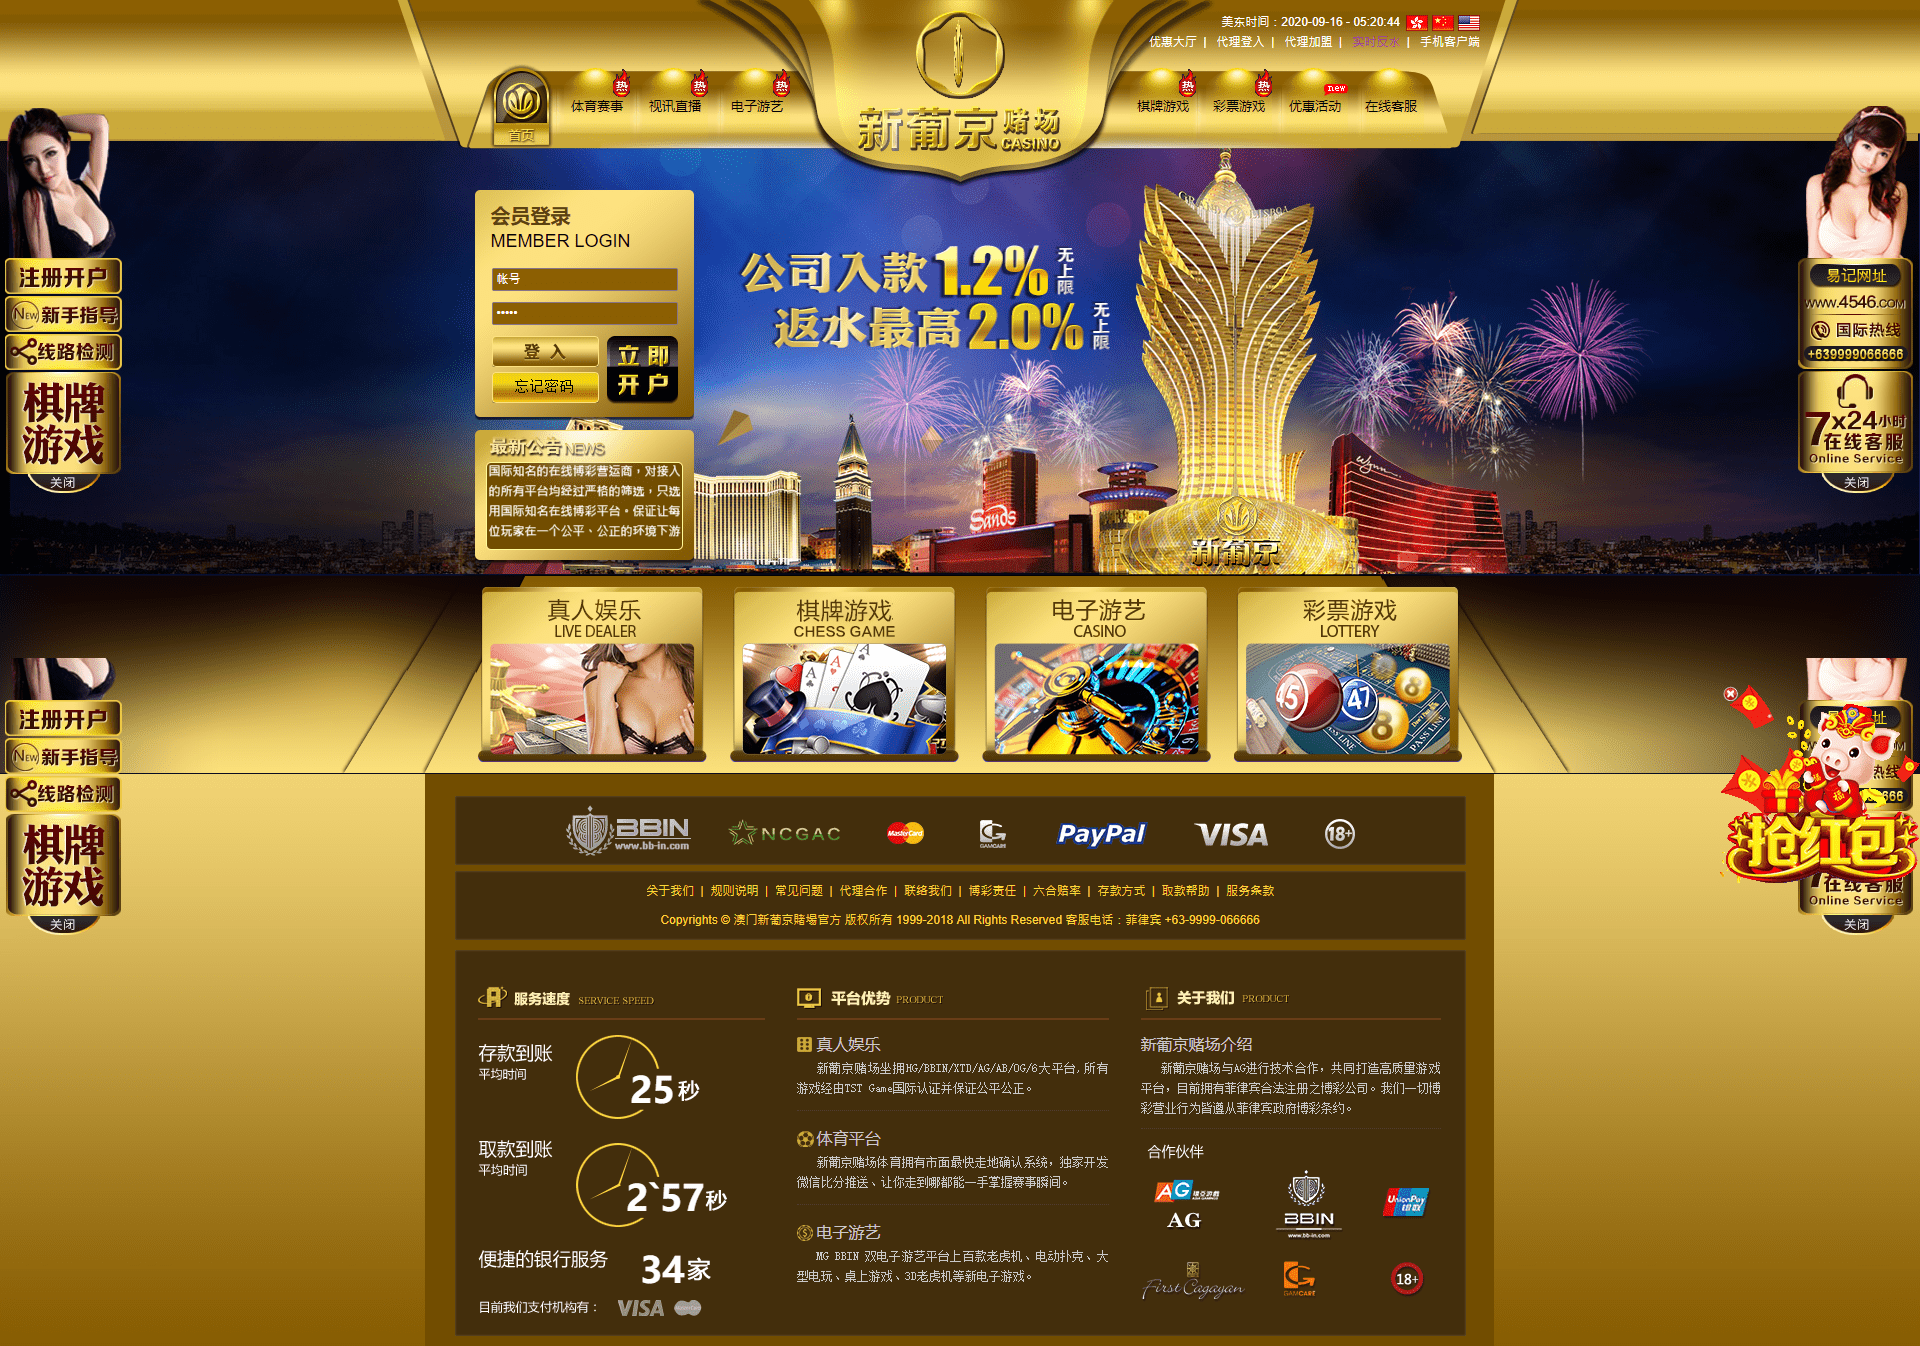 美东时间：2020-09-16 - 05:20:44
优惠大厅 | 代理登入 | 代理加盟 | 实时反水 | 手机客户端
首页
体育赛事 热
视讯直播 热
电子游艺 热
新葡京赌场
CASINO
棋牌游戏 热
彩票游戏 热
优惠活动 new
在线客服
会员登录
MEMBER LOGIN
帐号
•••••
登 入
忘记密码
立即
开户
最新公告 NEWS
国际知名的在线博彩营运商，对接入
的所有平台均经过严格的筛选，只选
用国际知名在线博彩平台。保证让每
位玩家在一个公平、公正的环境下游
公司入款1.2% 无上限
返水最高2.0% 无上限
GRAND LISBOA
Sands
wynn
新葡京
注册开户
New 新手指导
线路检测
棋牌
游戏
关闭
易记网址
www.4546.com
国际热线
+639999066666
7x24小时
在线客服
Online Service
关闭
真人娱乐
LIVE DEALER
棋牌游戏
CHESS GAME
电子游艺
CASINO
彩票游戏
LOTTERY
45
47
8
8
PASS LINE
注册开户
New 新手指导
线路检测
棋牌
游戏
关闭
址
热线
666
福
抢红包
在线客服
Online Service
关闭
BBIN
www.bb-in.com
NCGAC
MasterCard
GAMCARE
PayPal
VISA
18+
关于我们 | 规则说明 | 常见问题 | 代理合作 | 联络我们 | 博彩责任 | 六合赔率 | 存款方式 | 取款帮助 | 服务条款
Copyrights © 澳门新葡京赌场官方 版权所有 1999-2018 All Rights Reserved 客服电话：菲律宾 +63-9999-066666
服务速度 SERVICE SPEED
存款到账
平均时间
25秒
取款到账
平均时间
2`57秒
便捷的银行服务
34家
目前我们支付机构有：
VISA
MasterCard
平台优势 PRODUCT
真人娱乐
新葡京赌场坐拥HG/BBIN/XTD/AG/AB/OG/6大平台,所有
游戏经由TST Game国际认证并保证公平公正。
体育平台
新葡京赌场体育拥有市面最快走地确认系统，独家开发
微信比分推送、让你走到哪都能一手掌握赛事瞬间。
电子游艺
MG BBIN 双电子游艺平台上百款老虎机、电动扑克、大
型电玩、桌上游戏、3D老虎机等新电子游戏。
关于我们 PRODUCT
新葡京赌场介绍
新葡京赌场与AG进行技术合作，共同打造高质量游戏
平台，目前拥有菲律宾合法注册之博彩公司。我们一切博
彩营业行为皆遵从菲律宾政府博彩条约。
合作伙伴
AG
AG
BBIN
www.bb-in.com
UnionPay
银联
First Cagayan
GAMCARE
18+